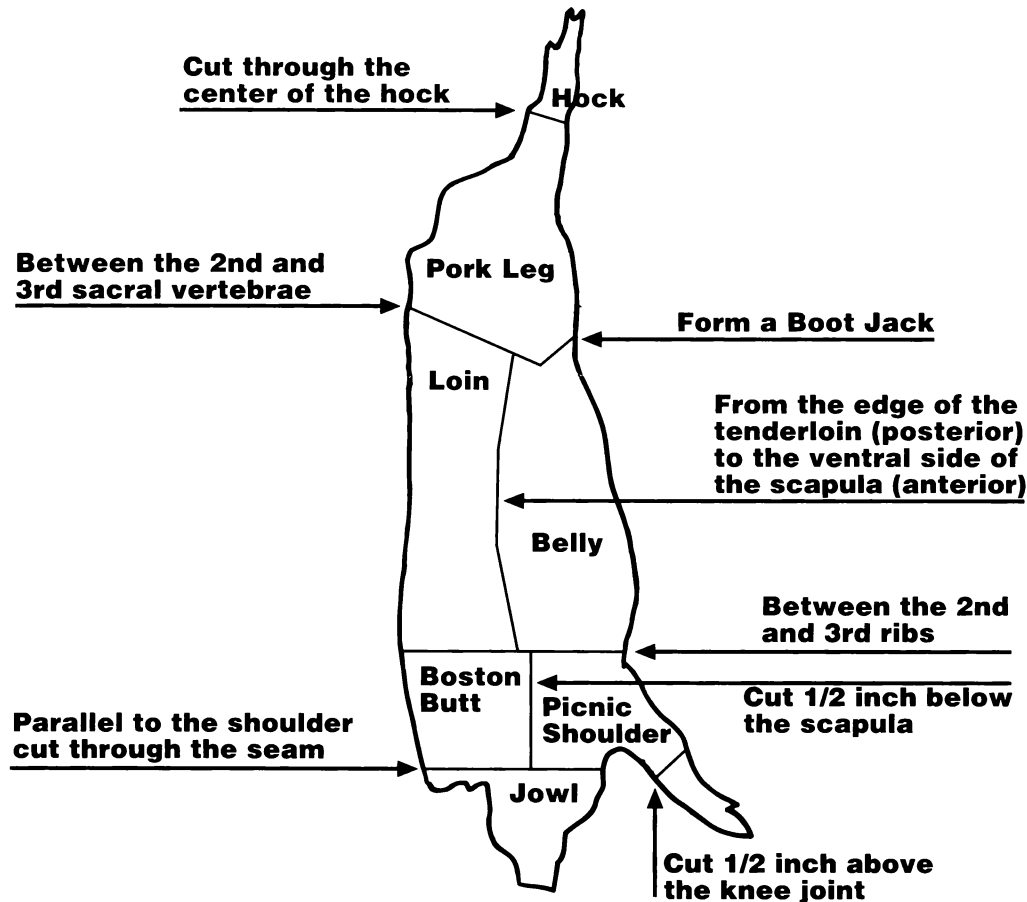 Cut through the
center of the hock
Hock
Between the 2nd and
3rd sacral vertebrae
Pork Leg
Form a Boot Jack
Loin
From the edge of the
tenderloin (posterior)
to the ventral side of
the scapula (anterior)
Belly
Between the 2nd
and 3rd ribs
Boston
Butt
Picnic
Shoulder
Cut 1/2 inch below
the scapula
Parallel to the shoulder
cut through the seam
Jowl
Cut 1/2 inch above
the knee joint